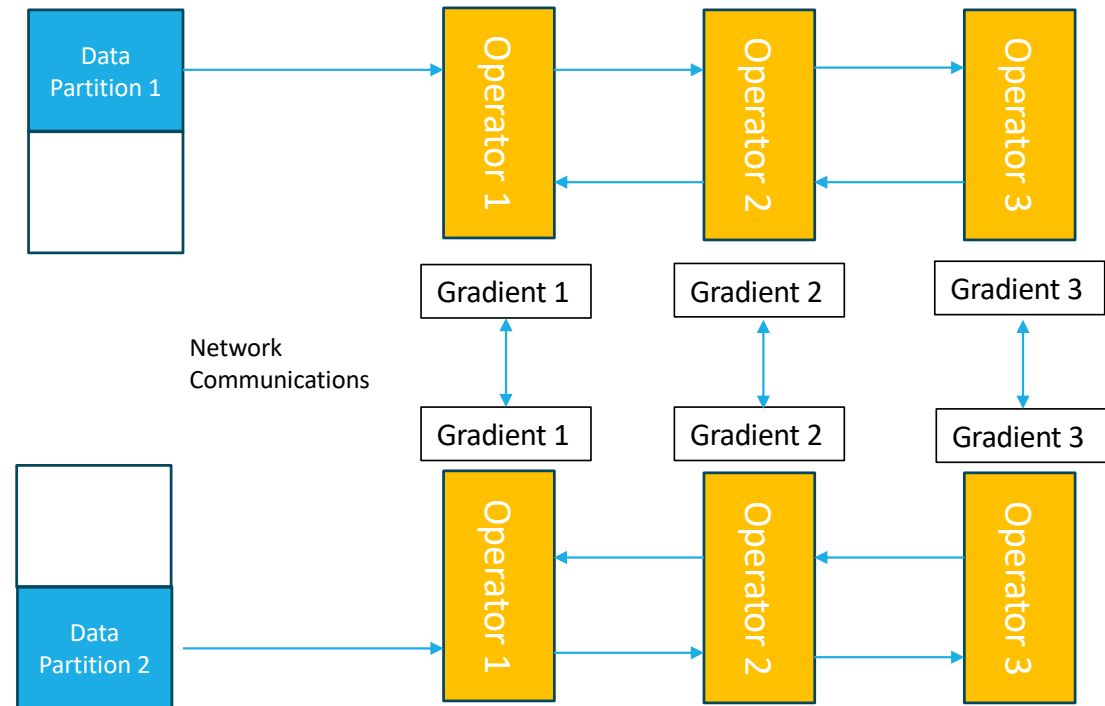 Data
Partition 1
Operator 1
Operator 2
Operator 3
Gradient 1
Gradient 2
Gradient 3
Network
Communications
Gradient 1
Gradient 2
Gradient 3
Data
Partition 2
Operator 1
Operator 2
Operator 3